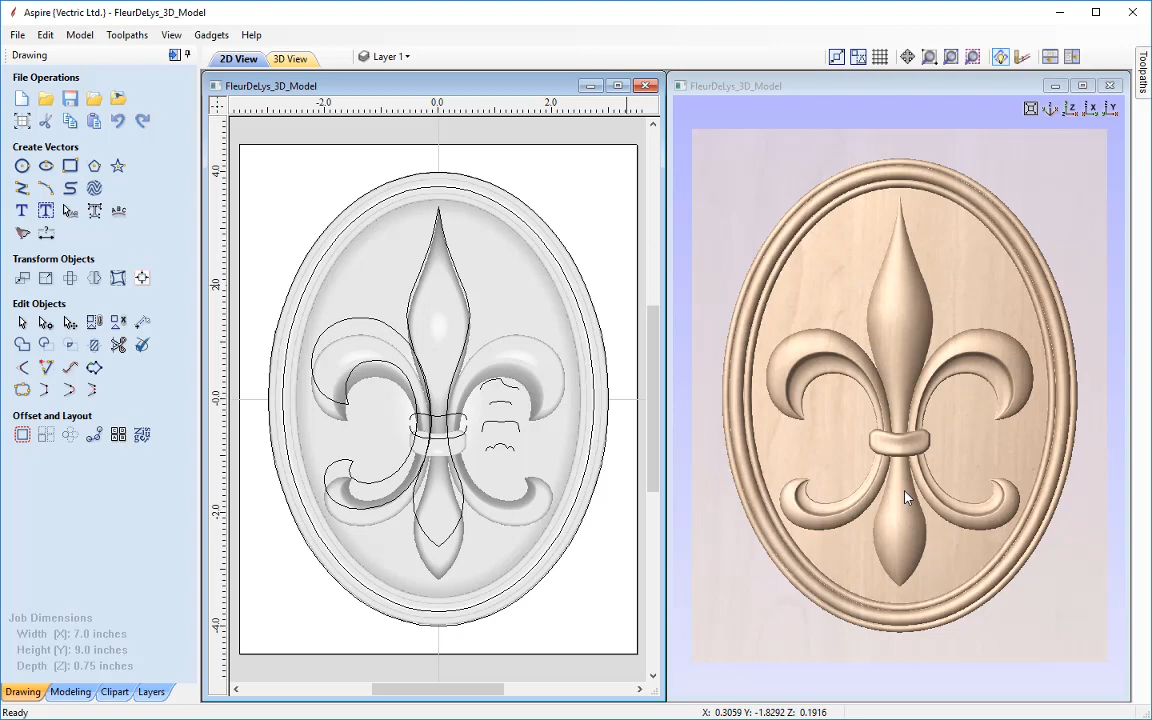 Aspire {Vectric Ltd.} - FleurDeLys_3D_Model
File Edit Model Toolpaths View Gadgets Help
Drawing
2D View 3D View Layer 1
File Operations
FleurDeLys_3D_Model
FleurDeLys_3D_Model
Toolpaths
-2.0 0.0 2.0
Z X Y
Create Vectors
4.0
T T T ABC
Transform Objects
2.0
Edit Objects
-0.0
Offset and Layout
-2.0
-4.0
Job Dimensions
Width (X): 7.0 inches
Height (Y): 9.0 inches
Depth (Z): 0.75 inches
Drawing Modeling Clipart Layers
Ready X: 0.3059 Y: -1.8292 Z: 0.1916